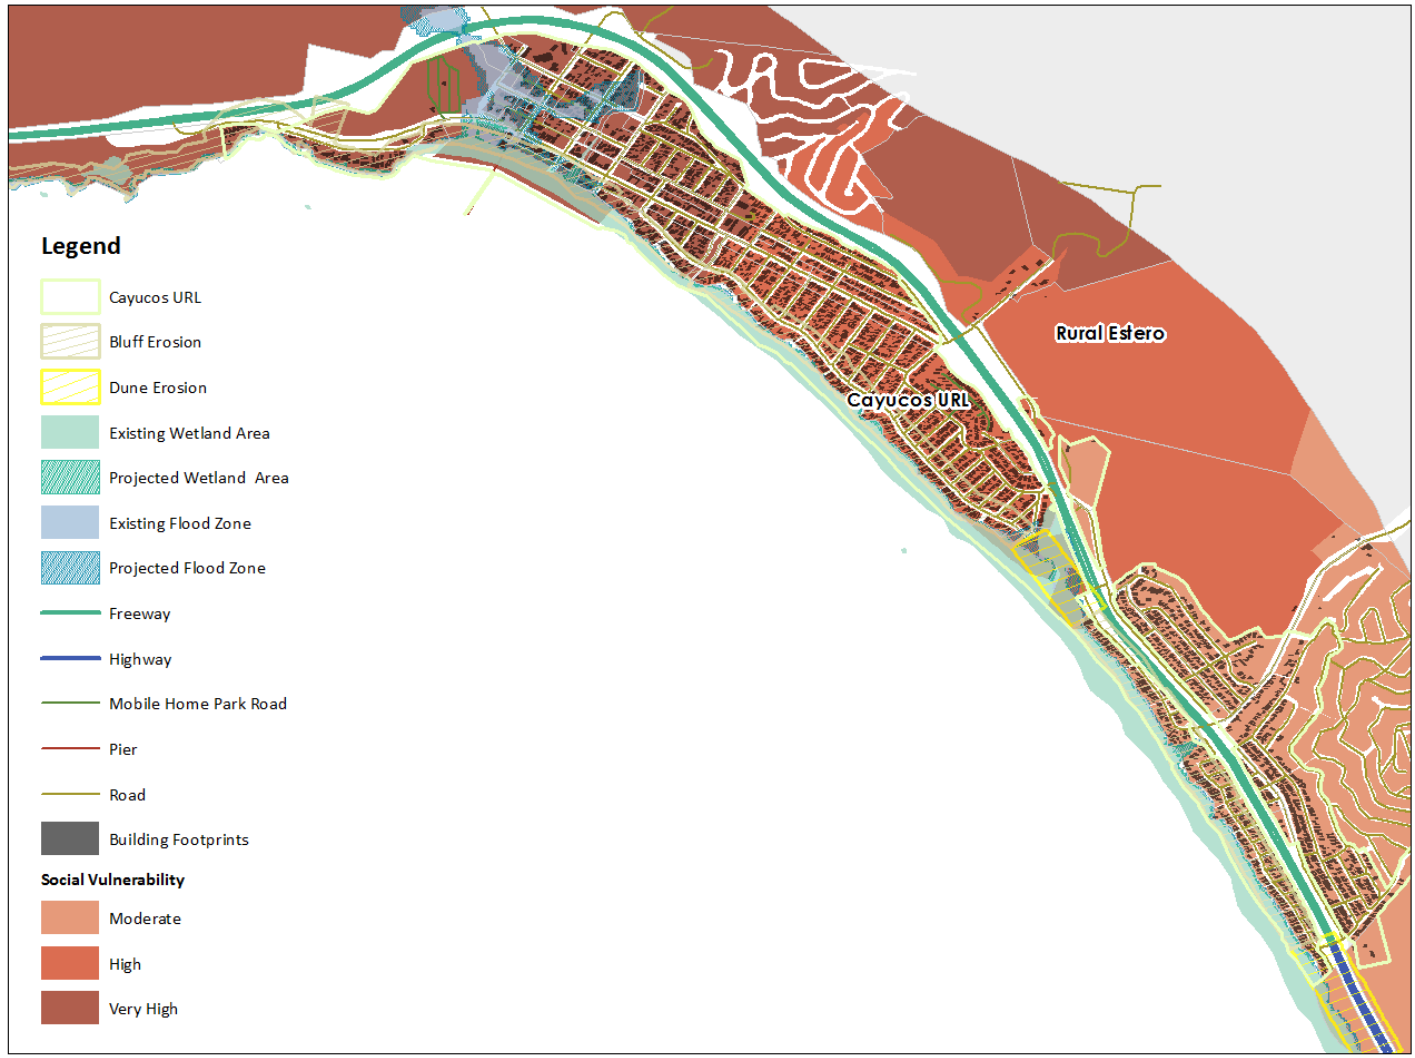 Legend
Cayucos URL
Bluff Erosion
Dune Erosion
Existing Wetland Area
Projected Wetland  Area
Existing Flood Zone
Projected Flood Zone
Freeway
Highway
Mobile Home Park Road
Pier
Road
Building Footprints
Social Vulnerability
Moderate
High
Very High
Rural Estero
Cayucos URL